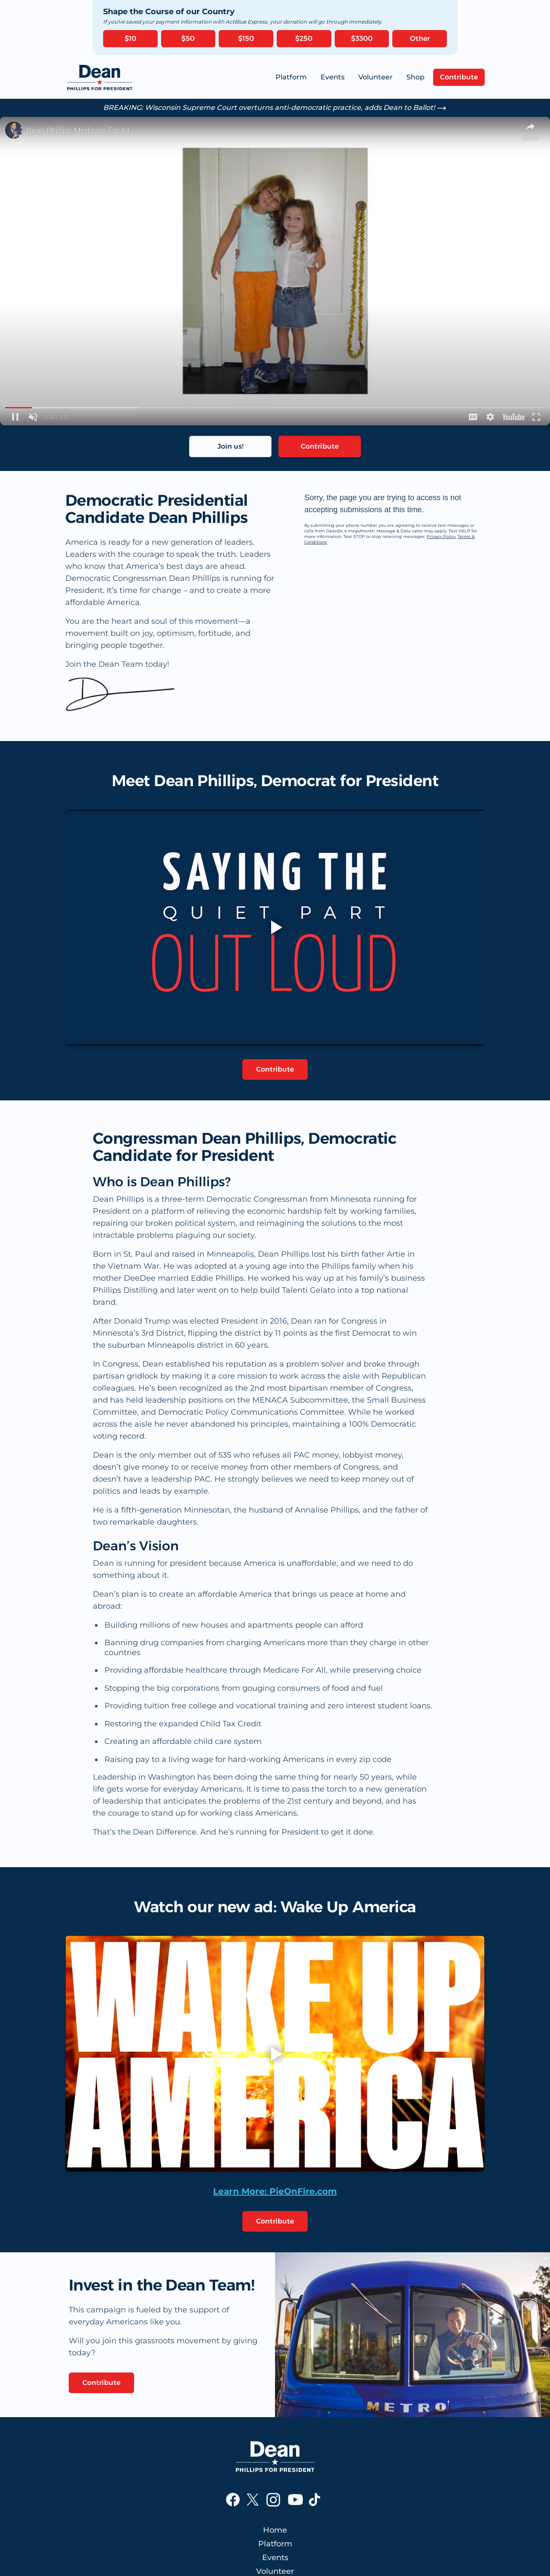 Shape the Course of our Country
If you've saved your payment information with ActBlue Express, your donation will go through immediately.
$10
$50
$150
$250
$3300
Other
Dean
PHILLIPS FOR PRESIDENT
Platform
Events
Volunteer
Shop
Contribute
BREAKING: Wisconsin Supreme Court overturns anti-democratic practice, adds Dean to Ballot! ⟶
Dean Phillips: Medicare For All
YouTube
Join us!
Contribute
Democratic Presidential
Candidate Dean Phillips
America is ready for a new generation of leaders.
Leaders with the courage to speak the truth. Leaders
who know that America’s best days are ahead.
Democratic Congressman Dean Phillips is running for
President. It’s time for change – and to create a more
affordable America.
You are the heart and soul of this movement—a
movement built on joy, optimism, fortitude, and
bringing people together.
Join the Dean Team today!
Sorry, the page you are trying to access is not
accepting submissions at this time.
By submitting your phone number you are agreeing to receive text messages or
calls from Dean24. 4 msgs/month. Message & Data rates may apply. Text HELP for
more information. Text STOP to stop receiving messages. Privacy Policy. Terms &
Conditions.
Meet Dean Phillips, Democrat for President
SAYING THE
QUIET PART
OUT LOUD
Contribute
Congressman Dean Phillips, Democratic
Candidate for President
Who is Dean Phillips?
Dean Phillips is a three-term Democratic Congressman from Minnesota running for
President on a platform of relieving the economic hardship felt by working families,
repairing our broken political system, and reimagining the solutions to the most
intractable problems plaguing our society.
Born in St. Paul and raised in Minneapolis, Dean Phillips lost his birth father Artie in
the Vietnam War. He was adopted at a young age into the Phillips family when his
mother DeeDee married Eddie Phillips. He worked his way up at his family’s business
Phillips Distilling and later went on to help build Talenti Gelato into a top national
brand.
After Donald Trump was elected President in 2016, Dean ran for Congress in
Minnesota’s 3rd District, flipping the district by 11 points as the first Democrat to win
the suburban Minneapolis district in 60 years.
In Congress, Dean established his reputation as a problem solver and broke through
partisan gridlock by making it a core mission to work across the aisle with Republican
colleagues. He’s been recognized as the 2nd most bipartisan member of Congress,
and has held leadership positions on the MENACA Subcommittee, the Small Business
Committee, and Democratic Policy Communications Committee. While he worked
across the aisle he never abandoned his principles, maintaining a 100% Democratic
voting record.
Dean is the only member out of 535 who refuses all PAC money, lobbyist money,
doesn’t give money to or receive money from other members of Congress, and
doesn’t have a leadership PAC. He strongly believes we need to keep money out of
politics and leads by example.
He is a fifth-generation Minnesotan, the husband of Annalise Phillips, and the father of
two remarkable daughters.
Dean’s Vision
Dean is running for president because America is unaffordable, and we need to do
something about it.
Dean’s plan is to create an affordable America that brings us peace at home and
abroad:
• Building millions of new houses and apartments people can afford
• Banning drug companies from charging Americans more than they charge in other
countries
• Providing affordable healthcare through Medicare For All, while preserving choice
• Stopping the big corporations from gouging consumers of food and fuel
• Providing tuition free college and vocational training and zero interest student loans.
• Restoring the expanded Child Tax Credit
• Creating an affordable child care system
• Raising pay to a living wage for hard-working Americans in every zip code
Leadership in Washington has been doing the same thing for nearly 50 years, while
life gets worse for everyday Americans. It is time to pass the torch to a new generation
of leadership that anticipates the problems of the 21st century and beyond, and has
the courage to stand up for working class Americans.
That’s the Dean Difference. And he’s running for President to get it done.
Watch our new ad: Wake Up America
WAKE UP
AMERICA
Learn More: PieOnFire.com
Contribute
Invest in the Dean Team!
This campaign is fueled by the support of
everyday Americans like you.
Will you join this grassroots movement by giving
today?
Contribute
METRO
Dean
PHILLIPS FOR PRESIDENT
Home
Platform
Events
Volunteer